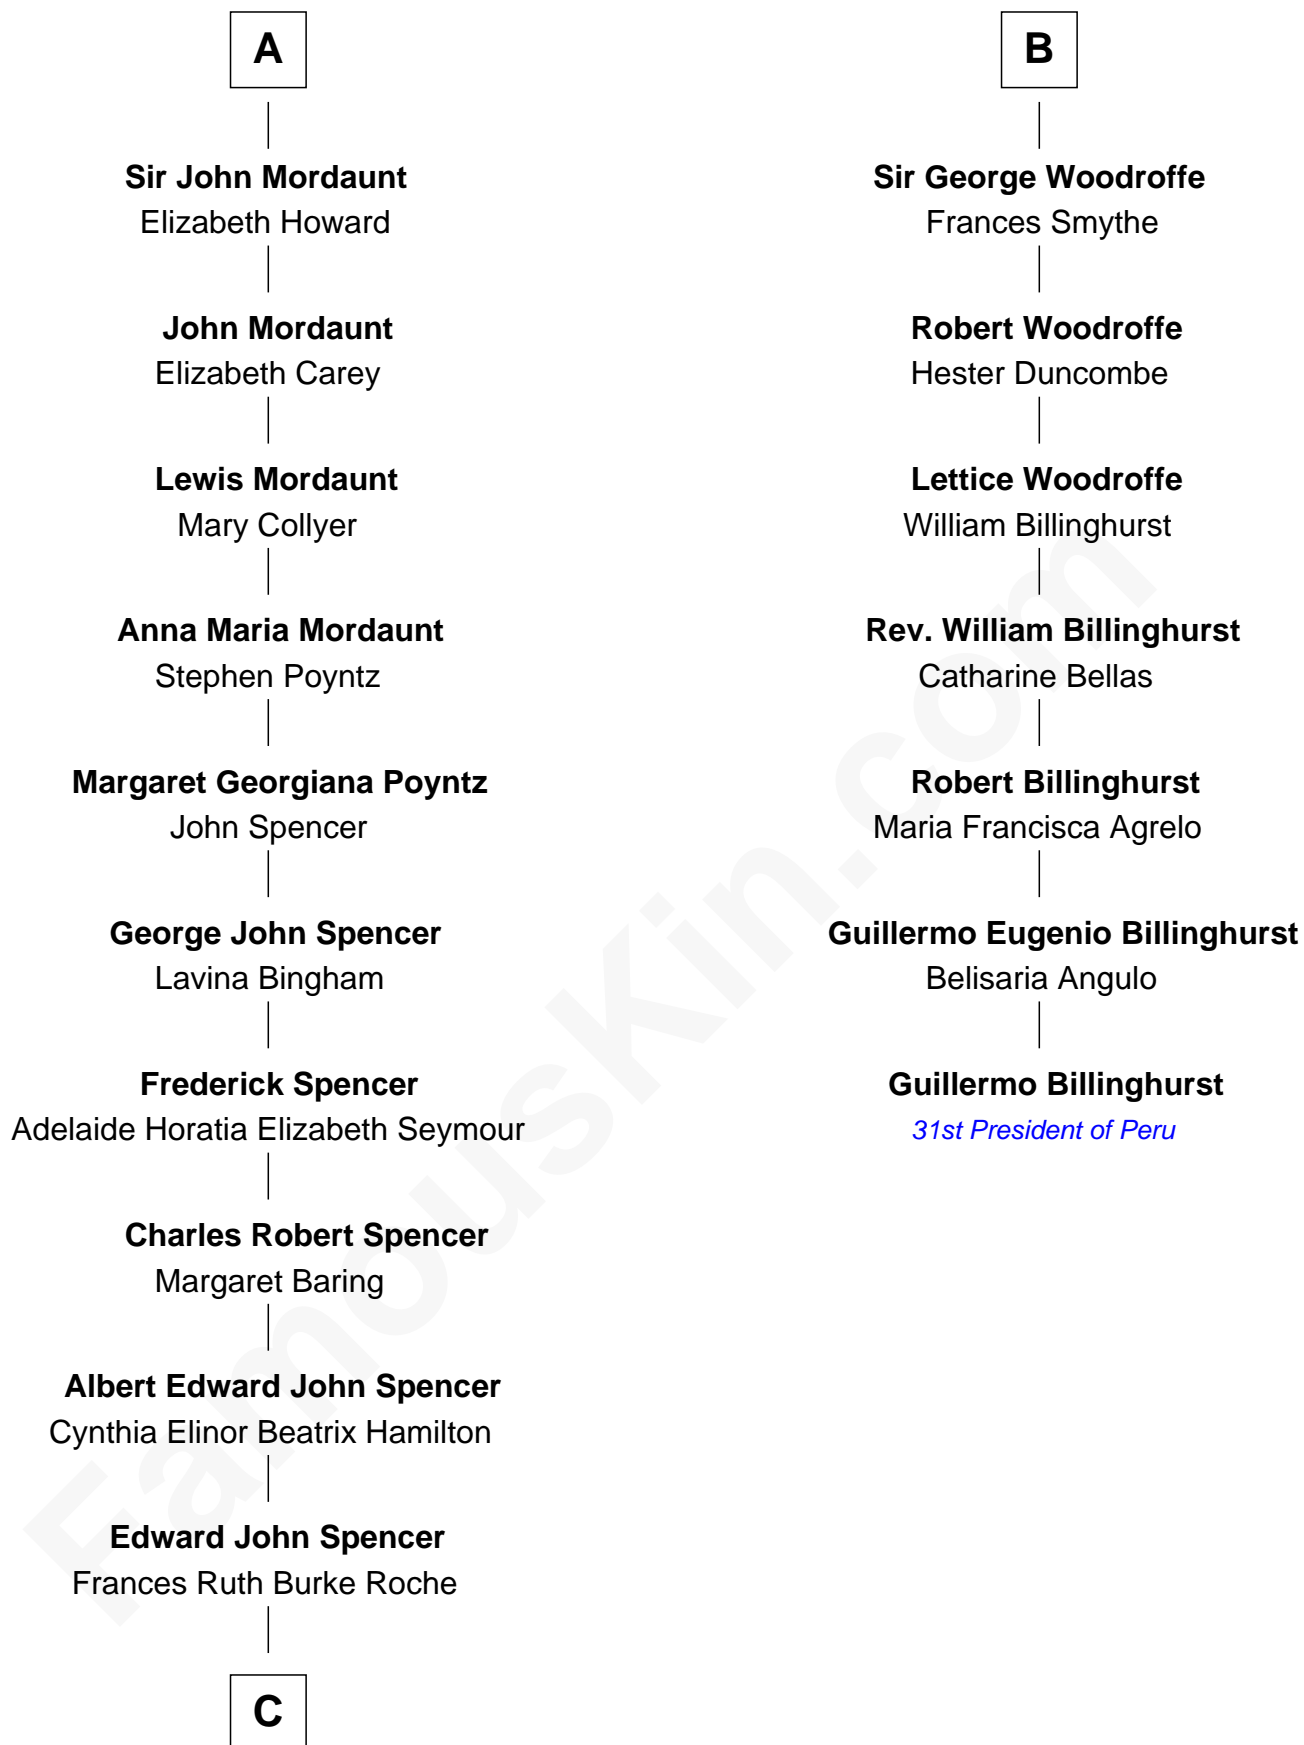 A
Sir John Mordaunt
Elizabeth Howard
John Mordaunt
Elizabeth Carey
Lewis Mordaunt
Mary Collyer
Anna Maria Mordaunt
Stephen Poyntz
Margaret Georgiana Poyntz
John Spencer
George John Spencer
Lavina Bingham
Frederick Spencer
Adelaide Horatia Elizabeth Seymour
Charles Robert Spencer
Margaret Baring
Albert Edward John Spencer
Cynthia Elinor Beatrix Hamilton
Edward John Spencer
Frances Ruth Burke Roche
C
B
Sir George Woodroffe
Frances Smythe
Robert Woodroffe
Hester Duncombe
Lettice Woodroffe
William Billinghurst
Rev. William Billinghurst
Catharine Bellas
Robert Billinghurst
Maria Francisca Agrelo
Guillermo Eugenio Billinghurst
Belisaria Angulo
Guillermo Billinghurst
31st President of Peru
FamousKin.com